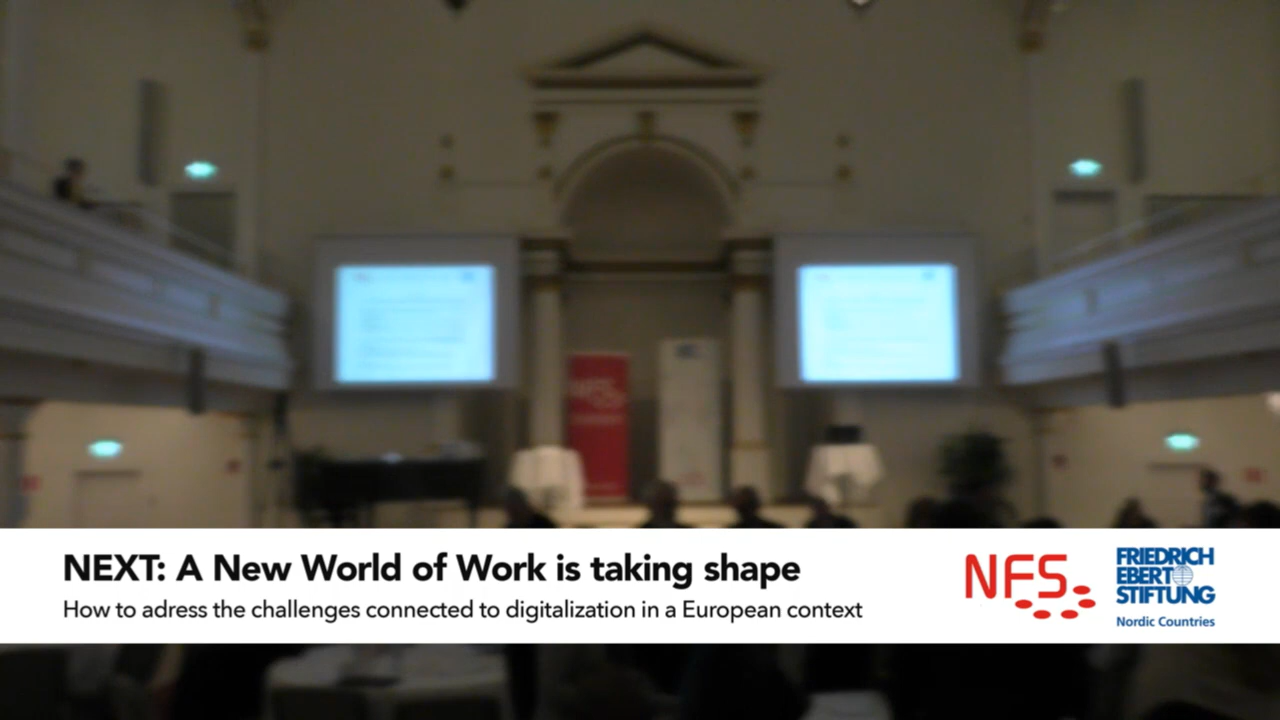 NFS
NEXT: A New World of Work is taking shape
How to adress the challenges connected to digitalization in a European context
NFS
FRIEDRICH
EBERT
STIFTUNG
Nordic Countries